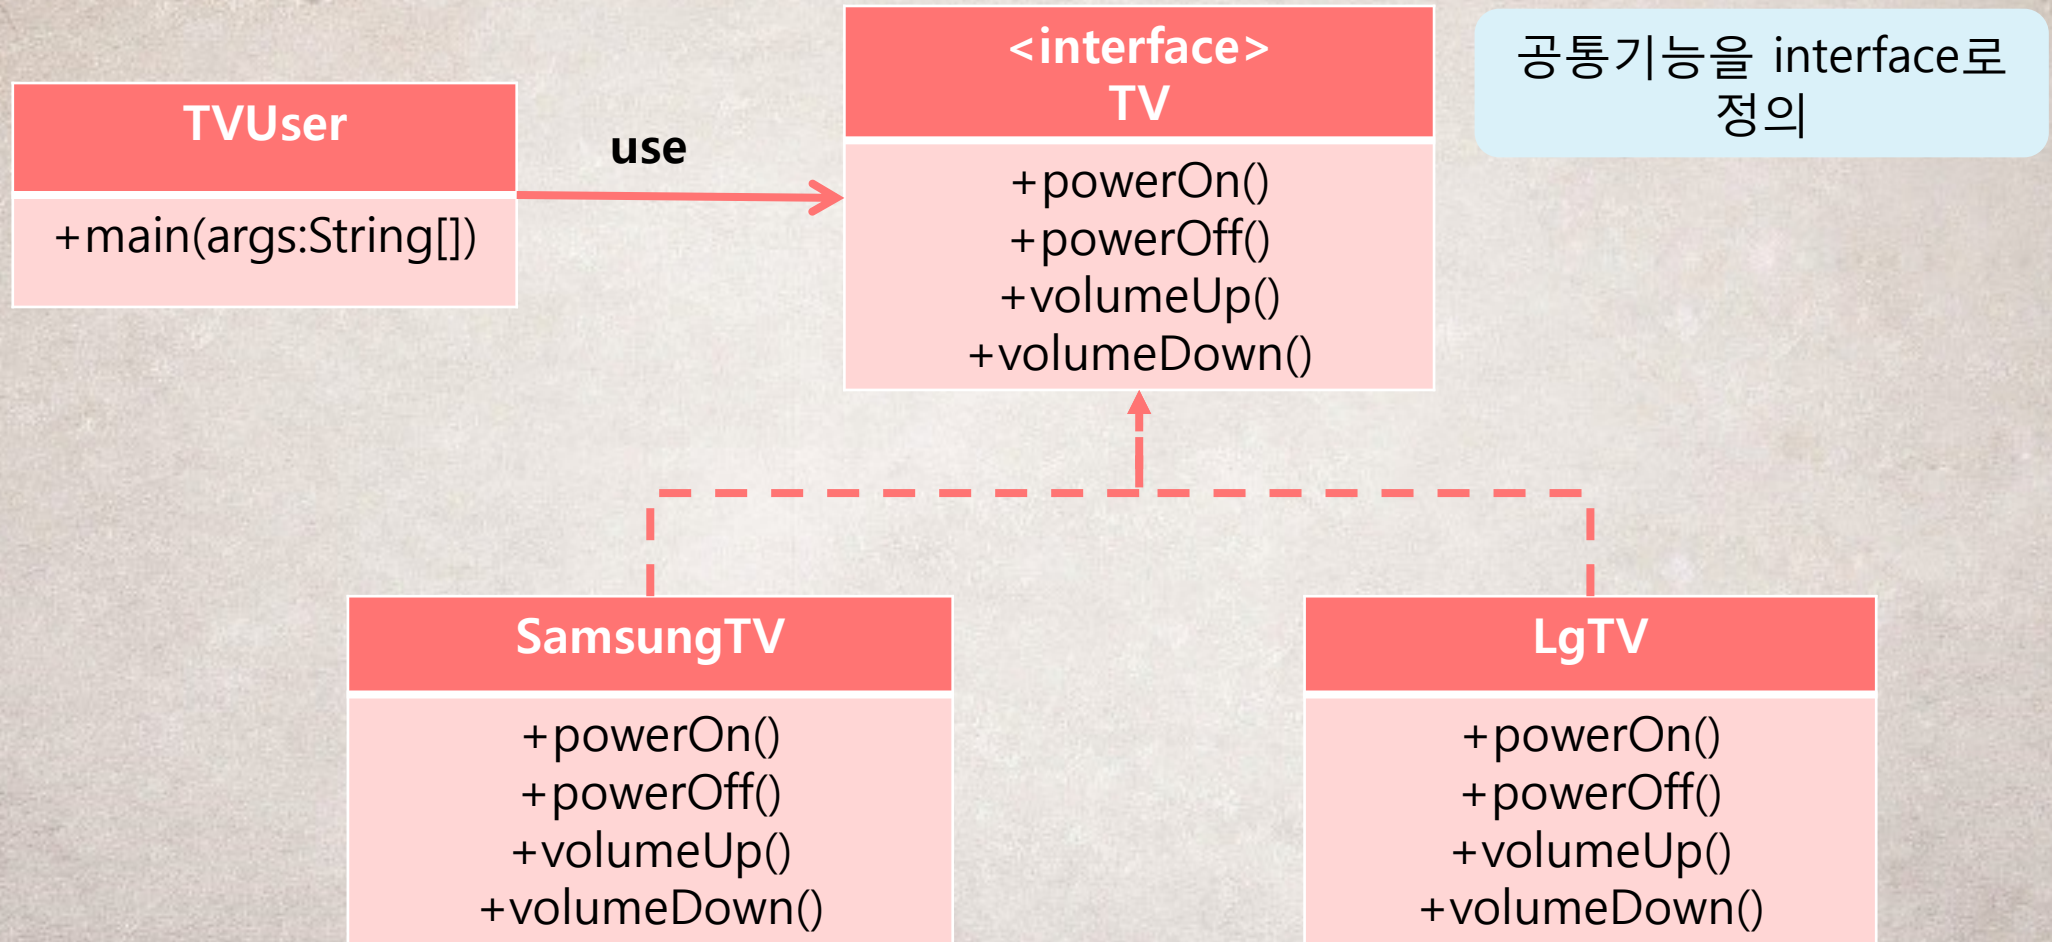 TVUser
+main(args:String[])
use
<interface>
TV
+powerOn()
+powerOff()
+volumeUp()
+volumeDown()
공통기능을 interface로
정의
SamsungTV
+powerOn()
+powerOff()
+volumeUp()
+volumeDown()
LgTV
+powerOn()
+powerOff()
+volumeUp()
+volumeDown()